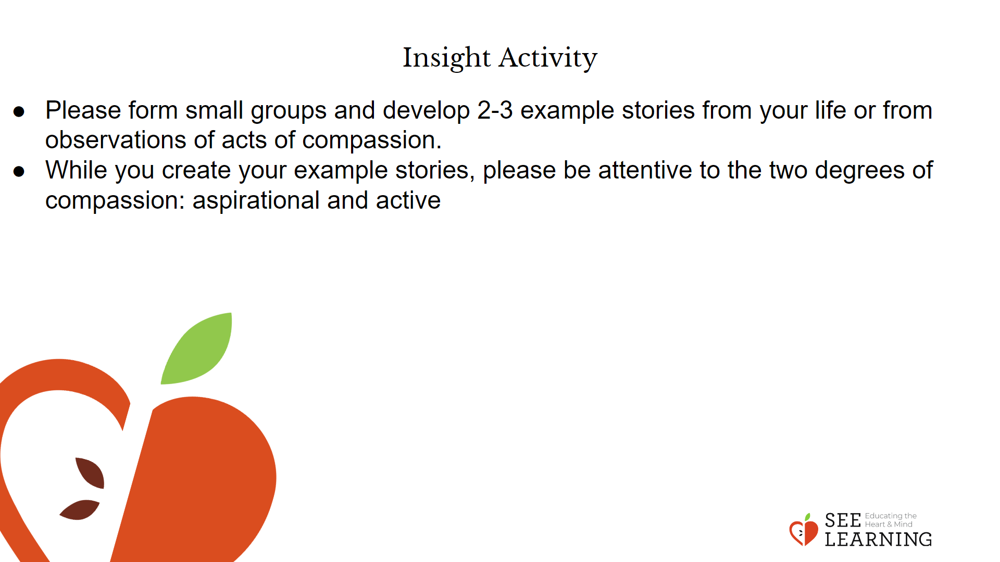 Insight Activity
● Please form small groups and develop 2-3 example stories from your life or from
observations of acts of compassion.
● While you create your example stories, please be attentive to the two degrees of
compassion: aspirational and active
SEE Educating the
Heart & Mind
LEARNING